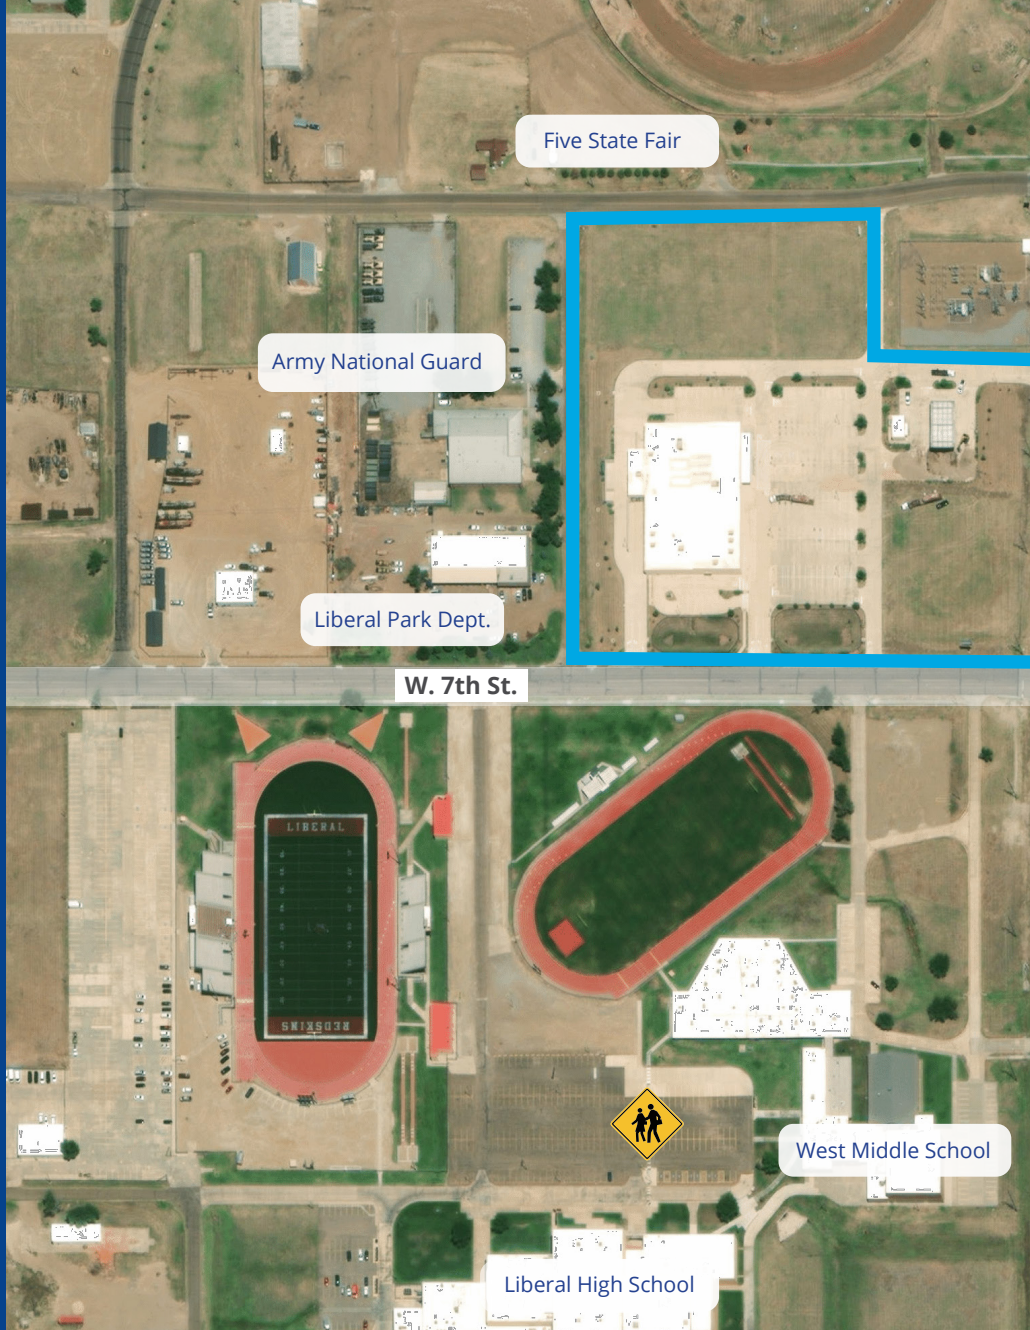 Five State Fair
Army National Guard
Liberal Park Dept.
W. 7th St.
LIBERAL
REDSKINS
West Middle School
Liberal High School